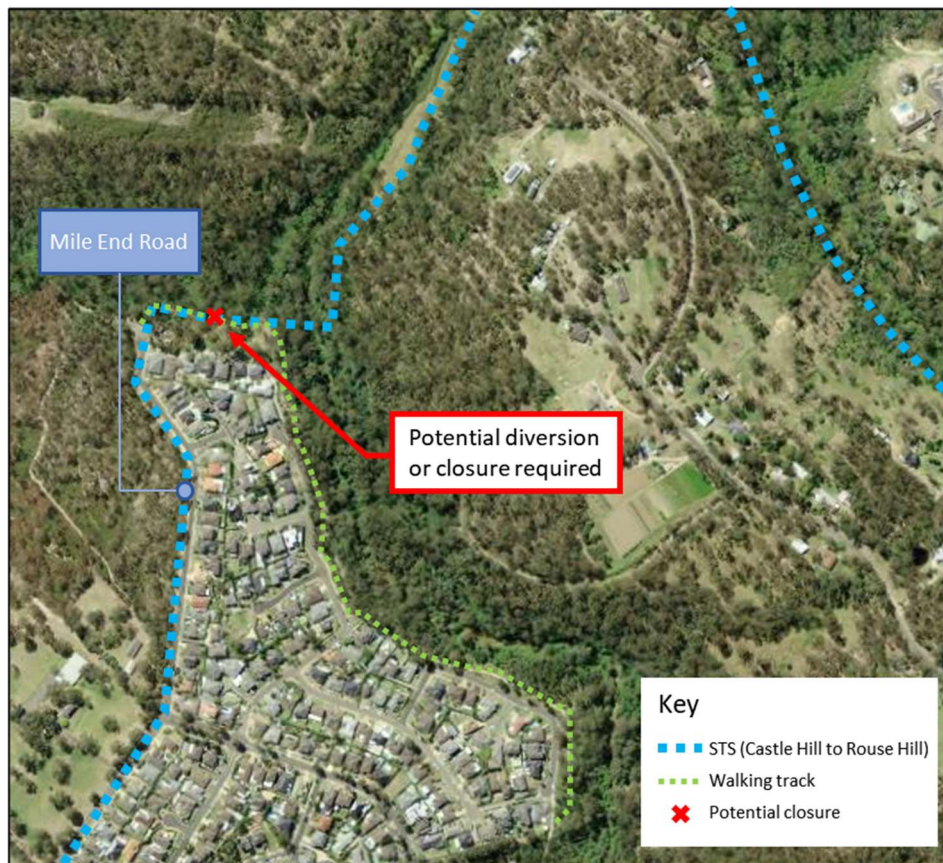 Mile End Road
Potential diversion
or closure required
Key
STS (Castle Hill to Rouse Hill)
Walking track
Potential closure